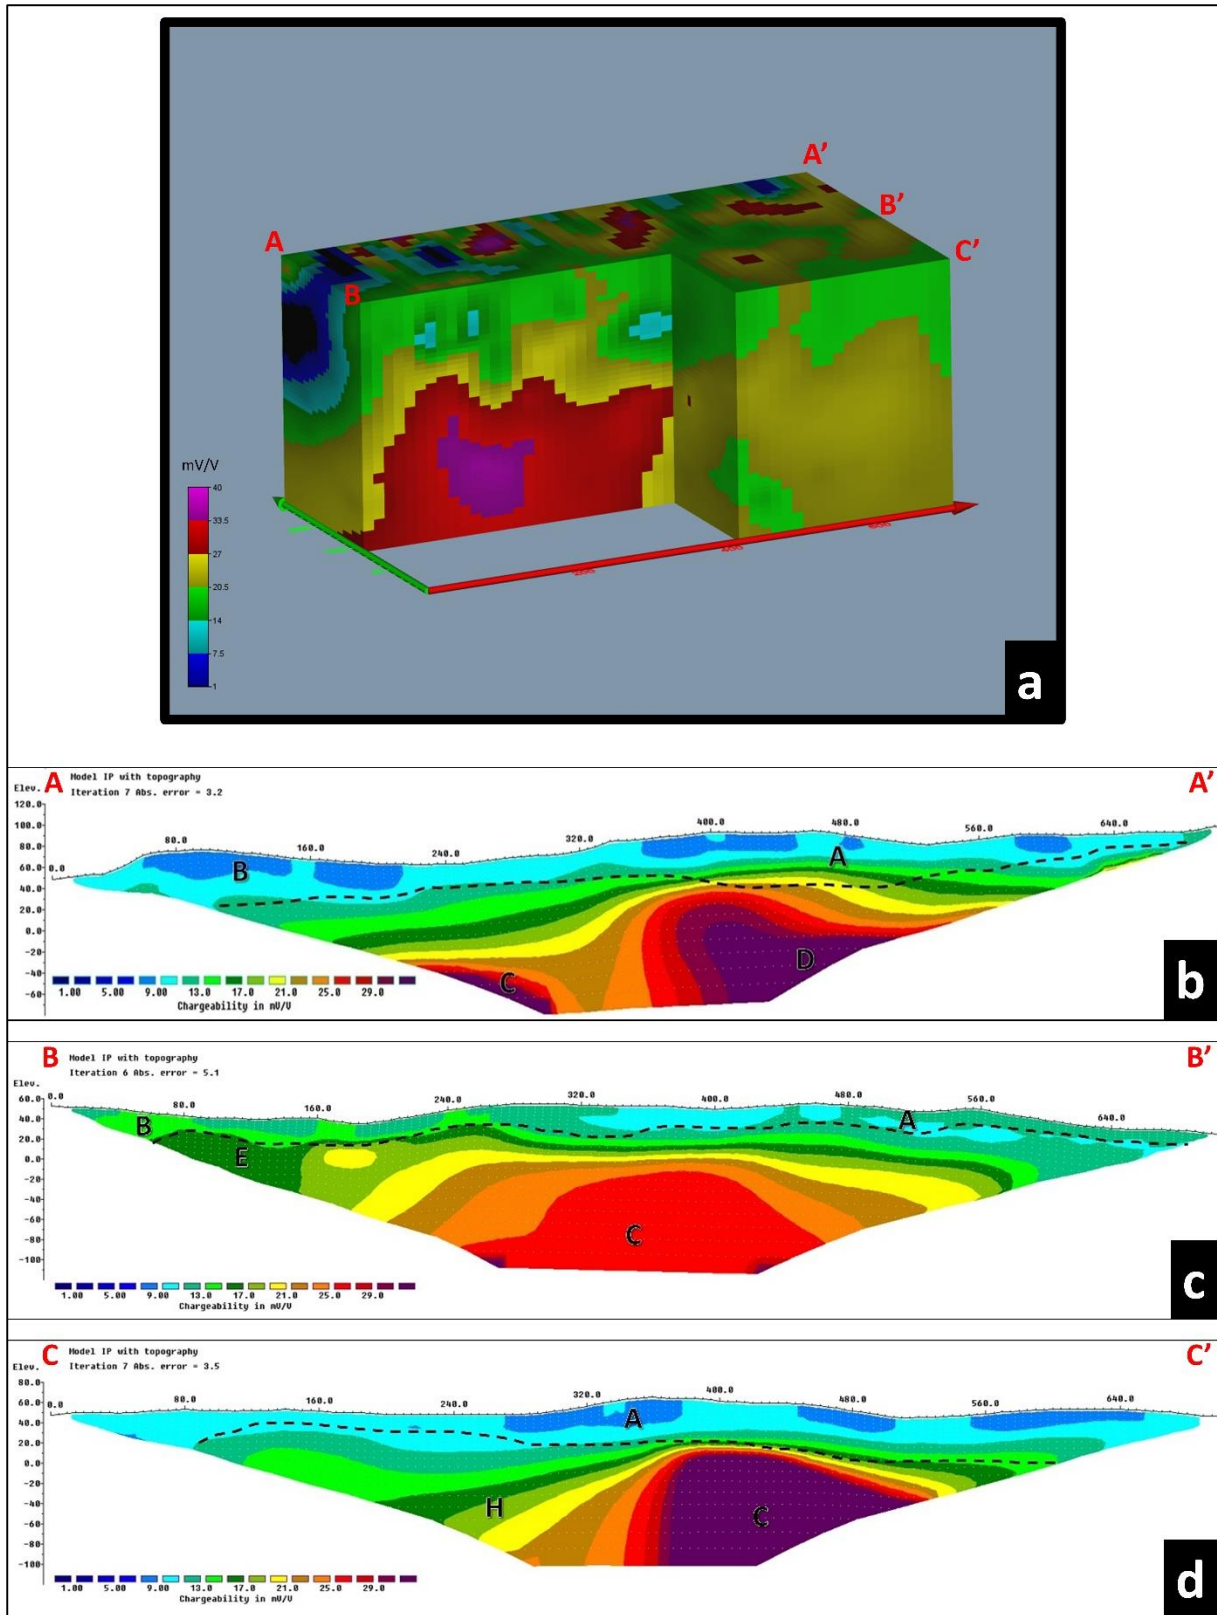 A'
B'
A
C'
B
mV/V
40
33.5
27
20.5
14
7.5
1
a
A Model IP with topography A'
Elev. Iteration 7 Abs. error = 3.2
120.0
100.0 400.0 480.0 640.0
80.0 80.0 320.0 560.0
60.0 0.0 160.0 240.0
B A
40.0
20.0
0.0
-20.0 D
-40.0 C
-60
1.00 5.00 9.00 13.0 17.0 21.0 25.0 29.0
Chargeability in mV/V
b
B Model IP with topography B'
Iteration 6 Abs. error = 5.1
Elev.
60.0 0.0 80.0 160.0 240.0 320.0 400.0 480.0 560.0 640.0
40.0 B A
20.0
0.0 E
-20
-40
-60
-80 C
-100
1.00 5.00 9.00 13.0 17.0 21.0 25.0 29.0
Chargeability in mV/V
c
C Model IP with topography C'
Elev. Iteration 7 Abs. error = 3.5
80.0
60.0 0.0 80.0 160.0 240.0 320.0 400.0 480.0 560.0 640.0
40.0 A
20.0
0.0
-20
-40 H
-60 C
-80
-100
1.00 5.00 9.00 13.0 17.0 21.0 25.0 29.0
Chargeability in mV/V
d